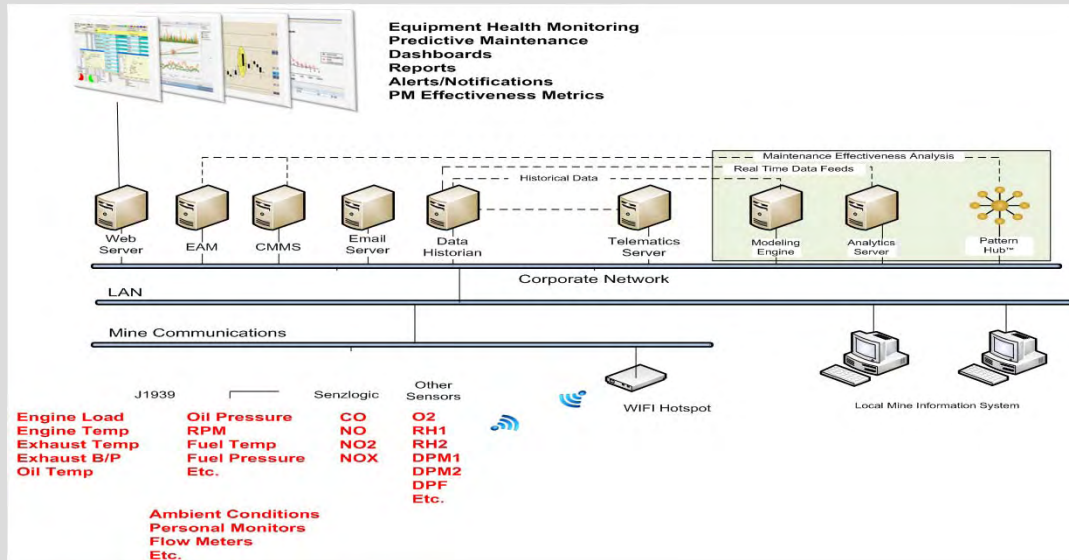 Equipment Health Monitoring
Predictive Maintenance
Dashboards
Reports
Alerts/Notifications
PM Effectiveness Metrics
Maintenance Effectiveness Analysis
Real Time Data Feeds
Historical Data
Web
Server
EAM
CMMS
Email
Server
Data
Historian
Telematics
Server
Modeling
Engine
Analytics
Server
Pattern
Hub™
Corporate Network
LAN
Mine Communications
J1939
Senzlogic
Other
Sensors
WIFI Hotspot
Local Mine Information System
Engine Load
Engine Temp
Exhaust Temp
Exhaust B/P
Oil Temp
Oil Pressure
RPM
Fuel Temp
Fuel Pressure
Etc.
CO
NO
NO2
NOX
O2
RH1
RH2
DPM1
DPM2
DPF
Etc.
Ambient Conditions
Personal Monitors
Flow Meters
Etc.